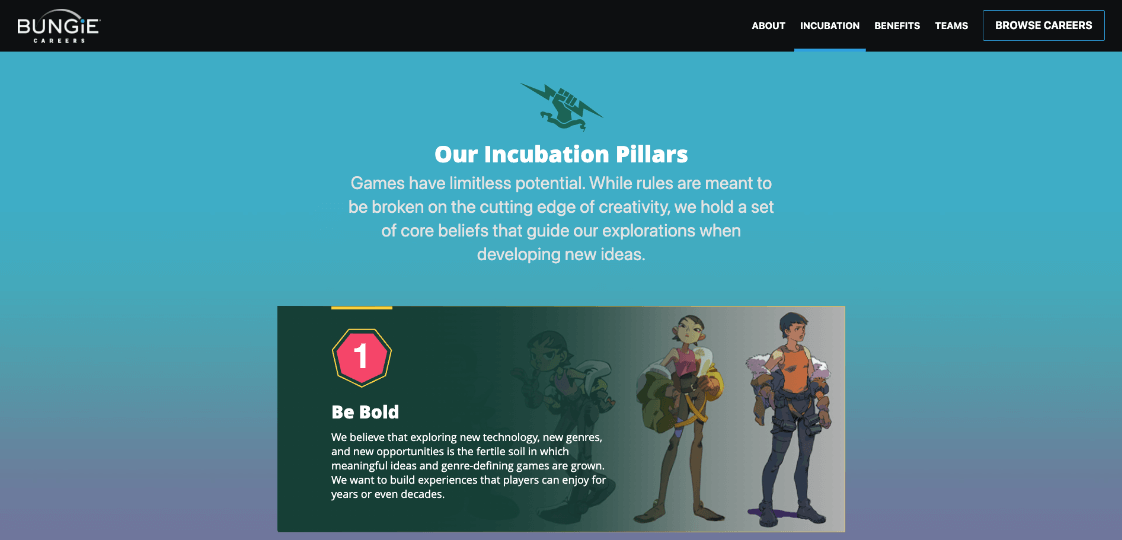 BUNGiE
CAREERS
ABOUT INCUBATION BENEFITS TEAMS BROWSE CAREERS
Our Incubation Pillars
Games have limitless potential. While rules are meant to
be broken on the cutting edge of creativity, we hold a set
of core beliefs that guide our explorations when
developing new ideas.
1
Be Bold
We believe that exploring new technology, new genres,
and new opportunities is the fertile soil in which
meaningful ideas and genre-defining games are grown.
We want to build experiences that players can enjoy for
years or even decades.